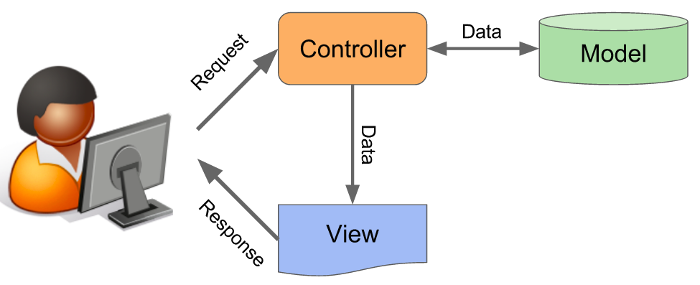 Request
Controller
Data
Model
Data
Response
View